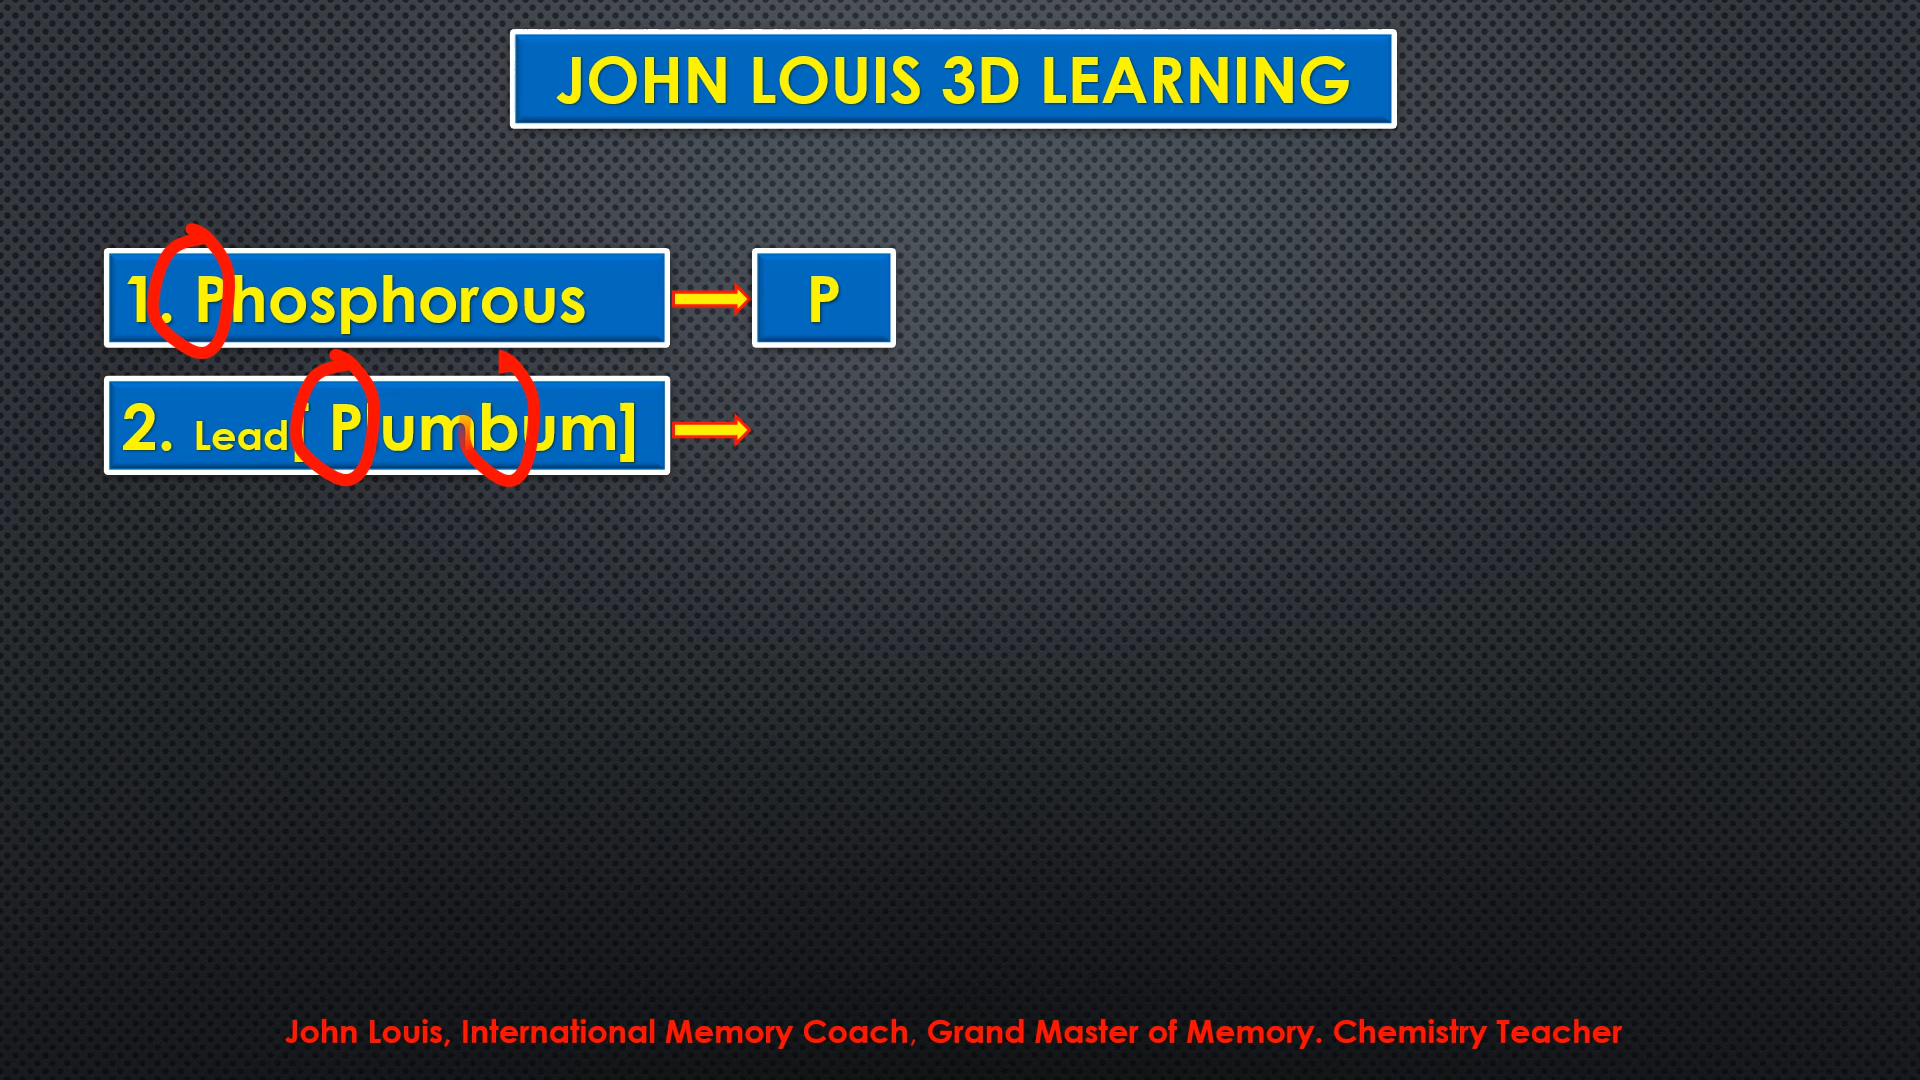 JOHN LOUIS 3D LEARNING
1. Phosphorous P
2. Lead[ Plumbum]
John Louis, International Memory Coach, Grand Master of Memory. Chemistry Teacher